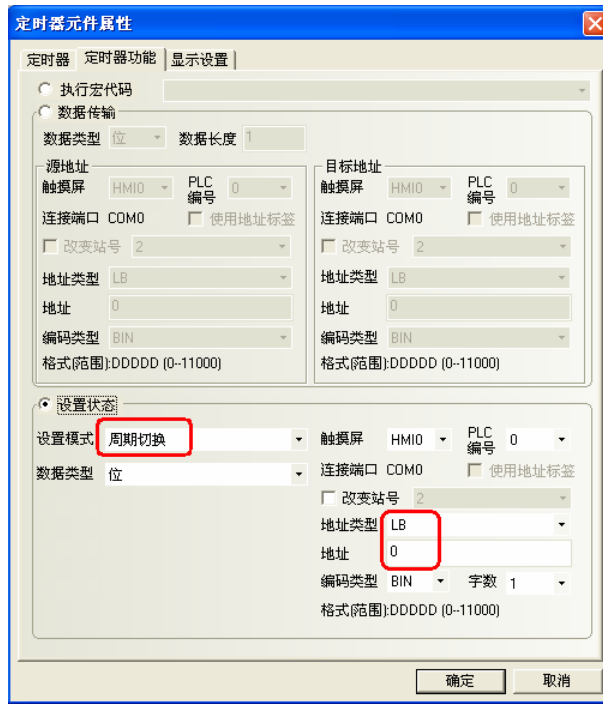 定时器元件属性
定时器 定时器功能 显示设置
执行宏代码
数据传输
数据类型 位 数据长度 1
源地址
触摸屏 HMI0 PLC编号 0
连接端口 COM0 使用地址标签
改变站号 2
地址类型 LB
地址 0
编码类型 BIN
格式(范围):DDDDD (0--11000)
目标地址
触摸屏 HMI0 PLC编号 0
连接端口 COM0 使用地址标签
改变站号 2
地址类型 LB
地址 0
编码类型 BIN
格式(范围):DDDDD (0--11000)
设置状态
设置模式 周期切换
数据类型 位
触摸屏 HMI0 PLC编号 0
连接端口 COM0 使用地址标签
改变站号 2
地址类型 LB
地址 0
编码类型 BIN 字数 1
格式(范围):DDDDD (0--11000)
确定 取消